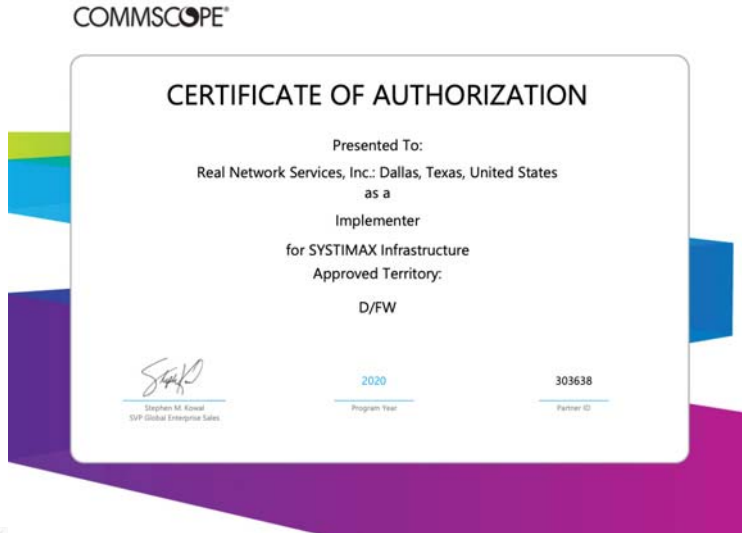 COMMSCOPE®
CERTIFICATE OF AUTHORIZATION
Presented To:
Real Network Services, Inc.: Dallas, Texas, United States
as a
Implementer
for SYSTIMAX Infrastructure
Approved Territory:
D/FW
2020
303638
Stephen M. Kowal
Program Year
Partner ID
SVP Global Enterprise Sales